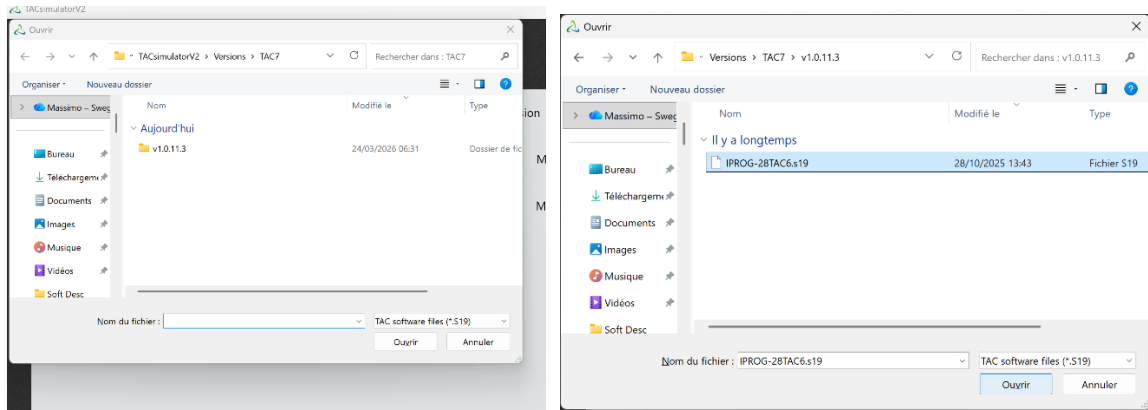 TACsimulatorV2
Ouvrir
TACsimulatorV2 > Versions > TAC7
Rechercher dans : TAC7
Organiser
Nouveau dossier
Massimo – Sweg
Bureau
Téléchargeme
Documents
Images
Musique
Vidéos
Soft Desc
Nom
Modifié le
Type
Aujourd'hui
v1.0.11.3
24/03/2026 06:31
Dossier de fic
Nom du fichier :
TAC software files (*.S19)
Ouvrir
Annuler
sion
M
M
Ouvrir
Versions > TAC7 > v1.0.11.3
Rechercher dans : v1.0.11.3
Organiser
Nouveau dossier
Massimo – Sweg
Bureau
Téléchargeme
Documents
Images
Musique
Vidéos
Soft Desc
Nom
Modifié le
Type
Il y a longtemps
IPROG-28TAC6.s19
28/10/2025 13:43
Fichier S19
Nom du fichier :
IPROG-28TAC6.s19
TAC software files (*.S19)
Ouvrir
Annuler